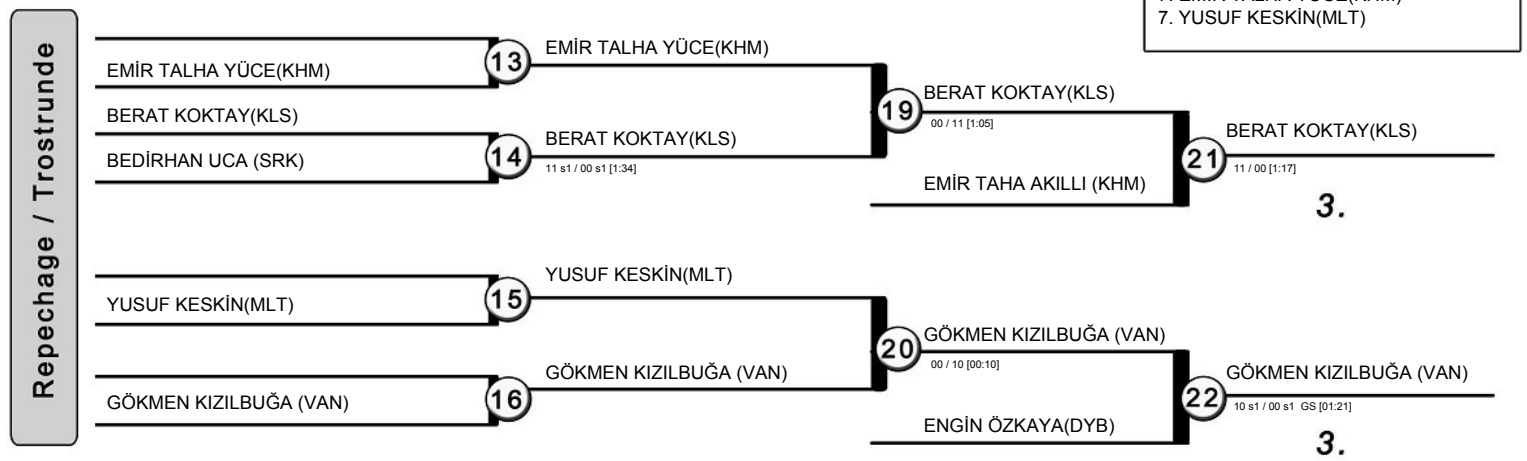 7. YUSUF KESKİN(MLT)
Repechage / Trostrunde
EMİR TALHA YÜCE(KHM)
13
EMİR TALHA YÜCE(KHM)
BERAT KOKTAY(KLS)
BEDİRHAN UCA (SRK)
14
BERAT KOKTAY(KLS)
11 s1 / 00 s1 [1:34]
19
BERAT KOKTAY(KLS)
00 / 11 [1:05]
EMİR TAHA AKILLI (KHM)
21
BERAT KOKTAY(KLS)
11 / 00 [1:17]
3.
YUSUF KESKİN(MLT)
15
YUSUF KESKİN(MLT)
GÖKMEN KIZILBUĞA (VAN)
16
GÖKMEN KIZILBUĞA (VAN)
20
GÖKMEN KIZILBUĞA (VAN)
00 / 10 [00:10]
ENGİN ÖZKAYA(DYB)
22
GÖKMEN KIZILBUĞA (VAN)
10 s1 / 00 s1 GS [01:21]
3.